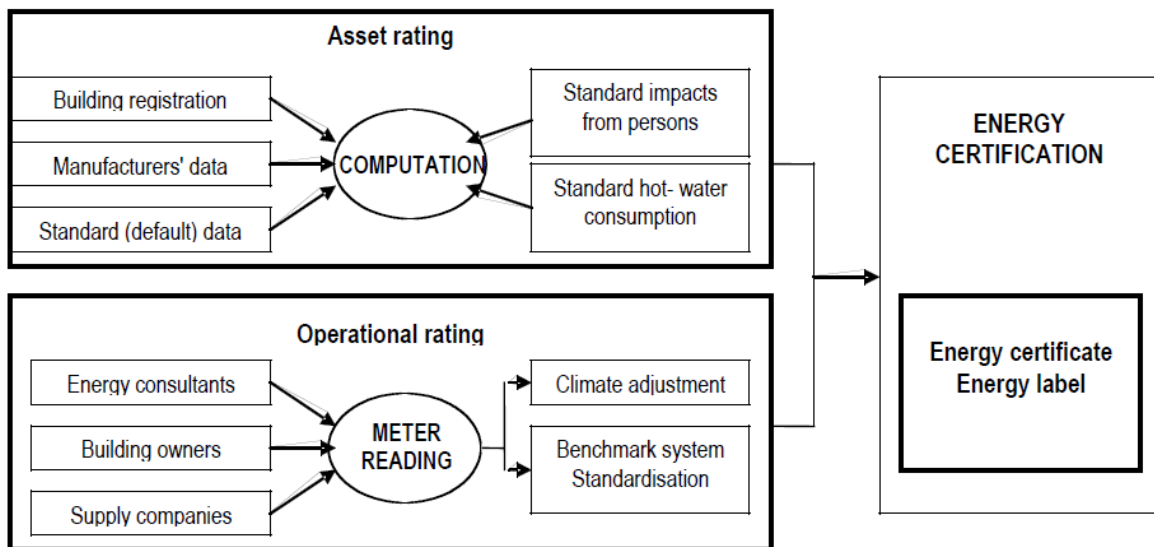 Asset rating
Building registration
Manufacturers' data
Standard (default) data
COMPUTATION
Standard impacts
from persons
Standard hot- water
consumption
Operational rating
Energy consultants
Building owners
Supply companies
METER
READING
Climate adjustment
Benchmark system
Standardisation
ENERGY
CERTIFICATION
Energy certificate
Energy label